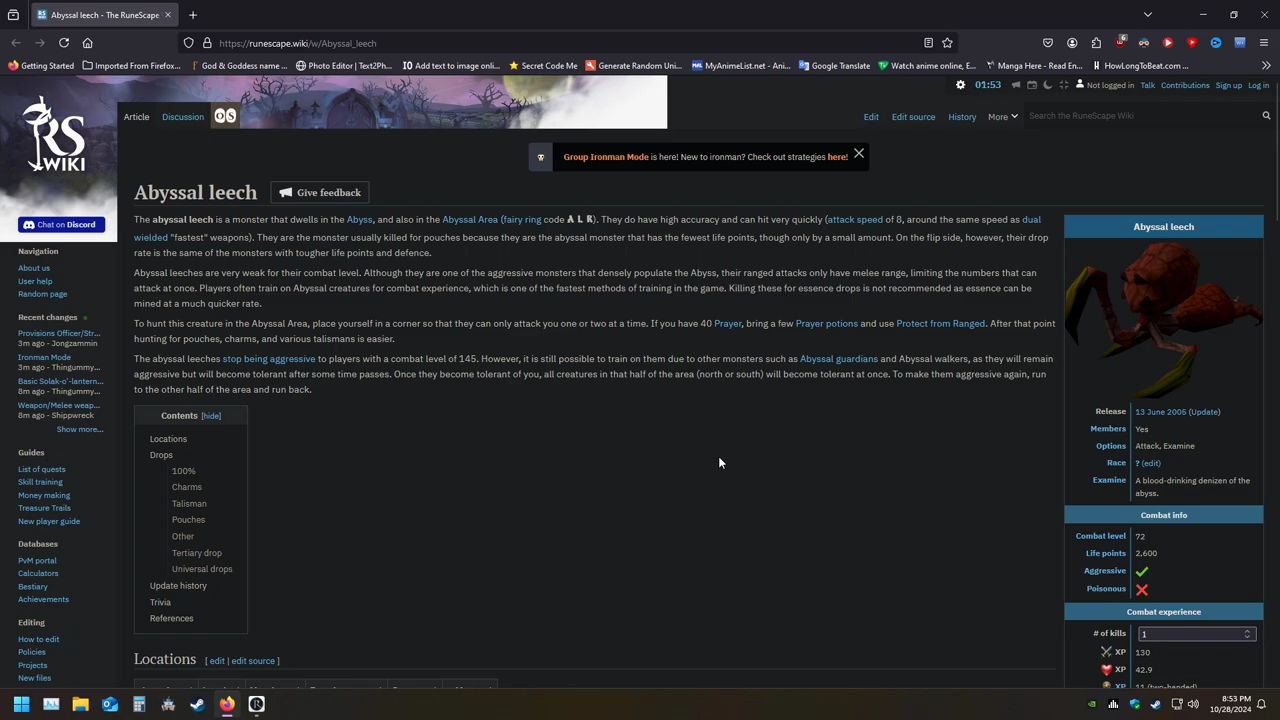 Abyssal leech - The RuneScape
https://runescape.wiki/w/Abyssal_leech
6
Getting Started
Imported From Firefox...
God & Goddess name ...
Photo Editor | Text2Ph...
Add text to image onli...
Secret Code Me
Generate Random Uni...
MyAnimeList.net - Ani...
Google Translate
Watch anime online, E...
Manga Here - Read En...
HowLongToBeat.com ...
01:53
Not logged in
Talk
Contributions
Sign up
Log in
RS
WIKI
Article
Discussion
OS
Edit
Edit source
History
More
Search the RuneScape Wiki
Group Ironman Mode is here! New to ironman? Check out strategies here!
Abyssal leech
Give feedback
The abyssal leech is a monster that dwells in the Abyss, and also in the Abyssal Area (fairy ring code A L R). They do have high accuracy and attack very quickly (attack speed of 3, around the same speed as dual
wielded "fastest" weapons). They are the monster usually killed for pouches because they are the abyssal monster that has the fewest life points, though only by a small amount. On the flip side, however, their drop
rate is the same of the monsters with tougher life points and defence.
Abyssal leeches are very weak for their combat level. Although they are one of the aggressive monsters that densely populate the Abyss, their ranged attacks only have melee range, limiting the numbers that can
attack at once. Players often train on Abyssal creatures for combat experience, which is one of the fastest methods of training in the game. Killing these for essence drops is not recommended as essence can be
mined at a much quicker rate.
To hunt this creature in the Abyssal Area, place yourself in a corner so that they can only attack you one or two at a time. If you have 40 Prayer, bring a few Prayer potions and use Protect from Ranged. After that point
hunting for pouches, charms, and various talismans is easier.
The abyssal leeches stop being aggressive to players with a combat level of 145. However, it is still possible to train on them due to other monsters such as Abyssal guardians and Abyssal walkers, as they will remain
aggressive but will become tolerant after some time passes. Once they become tolerant of you, all creatures in that half of the area (north or south) will become tolerant at once. To make them aggressive again, run
to the other half of the area and run back.
Contents [hide]
Locations
Drops
100%
Charms
Talisman
Pouches
Other
Tertiary drop
Universal drops
Update history
Trivia
References
Locations [ edit | edit source ]
Chat on Discord
Navigation
About us
User help
Random page
Recent changes
Provisions Officer/Str...
3m ago - Jongzammin
Ironman Mode
3m ago - Thingummy...
Basic Solak-o'-lantern...
8m ago - Thingummy...
Weapon/Melee weap...
8m ago - Shippwreck
Show more...
Guides
List of quests
Skill training
Money making
Treasure Trails
New player guide
Databases
PvM portal
Calculators
Bestiary
Achievements
Editing
How to edit
Policies
Projects
New files
Abyssal leech
Release 13 June 2005 (Update)
Members Yes
Options Attack, Examine
Race ? (edit)
Examine A blood-drinking denizen of the
abyss.
Combat info
Combat level 72
Life points 2,600
Aggressive
Poisonous
Combat experience
# of kills 1
XP 130
XP 42.9
XP 11 (two-handed)
8:53 PM
10/28/2024